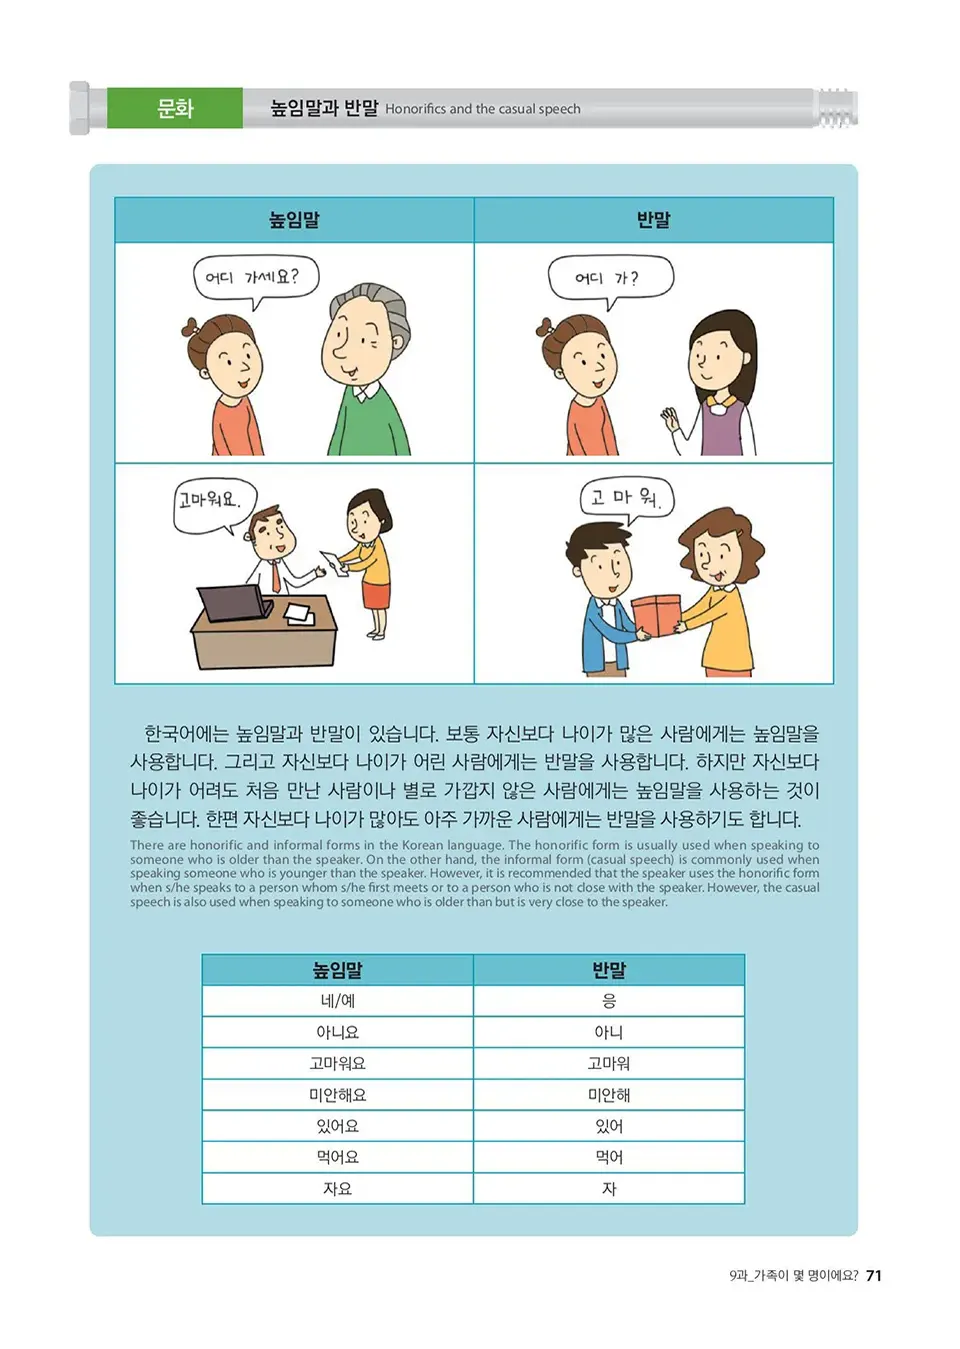 문화
높임말과 반말 Honorifics and the casual speech
높임말 반말
어디 가세요?
어디 가?
고마워요.
고 마 워.
한국어에는 높임말과 반말이 있습니다. 보통 자신보다 나이가 많은 사람에게는 높임말을
사용합니다. 그리고 자신보다 나이가 어린 사람에게는 반말을 사용합니다. 하지만 자신보다
나이가 어려도 처음 만난 사람이나 별로 가깝지 않은 사람에게는 높임말을 사용하는 것이
좋습니다. 한편 자신보다 나이가 많아도 아주 가까운 사람에게는 반말을 사용하기도 합니다.
There are honorific and informal forms in the Korean language. The honorific form is usually used when speaking to
someone who is older than the speaker. On the other hand, the informal form (casual speech) is commonly used when
speaking someone who is younger than the speaker. However, it is recommended that the speaker uses the honorific form
when s/he speaks to a person whom s/he first meets or to a person who is not close with the speaker. However, the casual
speech is also used when speaking to someone who is older than but is very close to the speaker.
높임말 반말
네/예 응
아니요 아니
고마워요 고마워
미안해요 미안해
있어요 있어
먹어요 먹어
자요 자
9과_가족이 몇 명이에요? 71